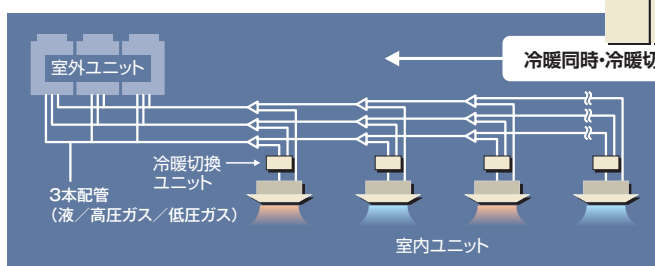 室外ユニット
冷暖同時・冷暖切
冷暖切換
ユニット
3本配管
（液／高圧ガス／低圧ガス）
室内ユニット